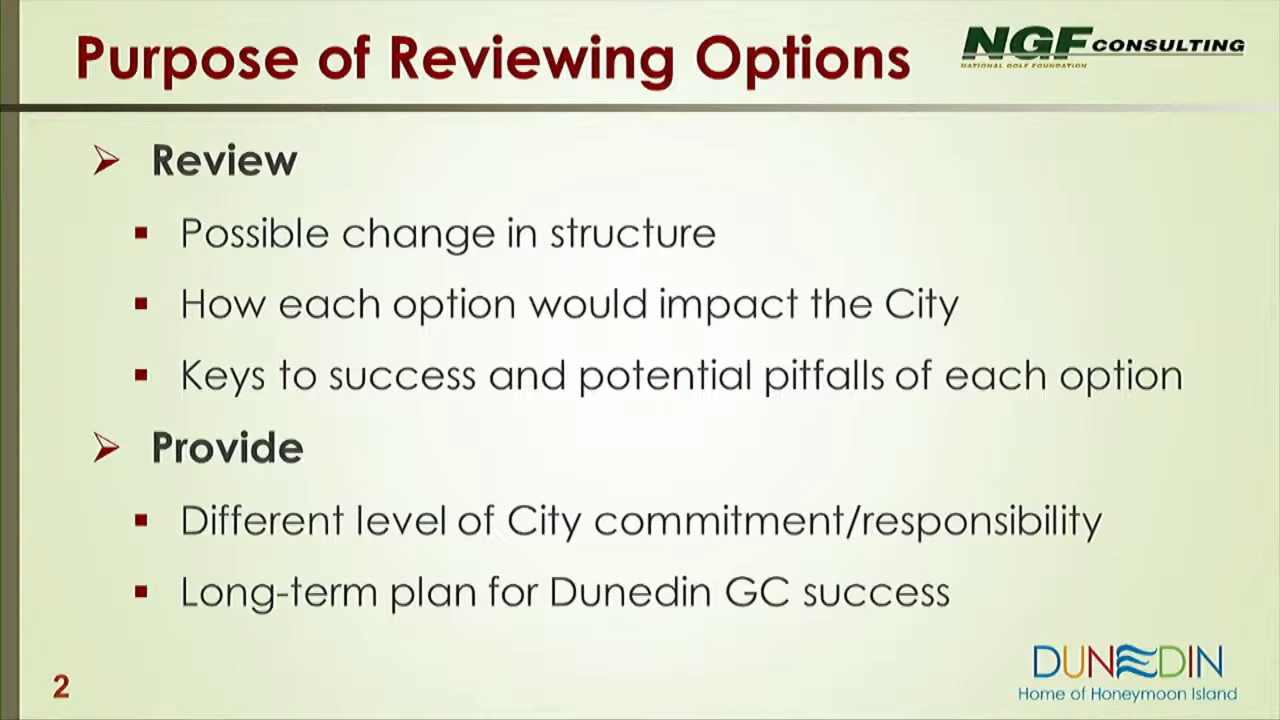 Purpose of Reviewing Options
NGF CONSULTING
NATIONAL GOLF FOUNDATION
Review
Possible change in structure
How each option would impact the City
Keys to success and potential pitfalls of each option
Provide
Different level of City commitment/responsibility
Long-term plan for Dunedin GC success
2
DUNEDIN
Home of Honeymoon Island